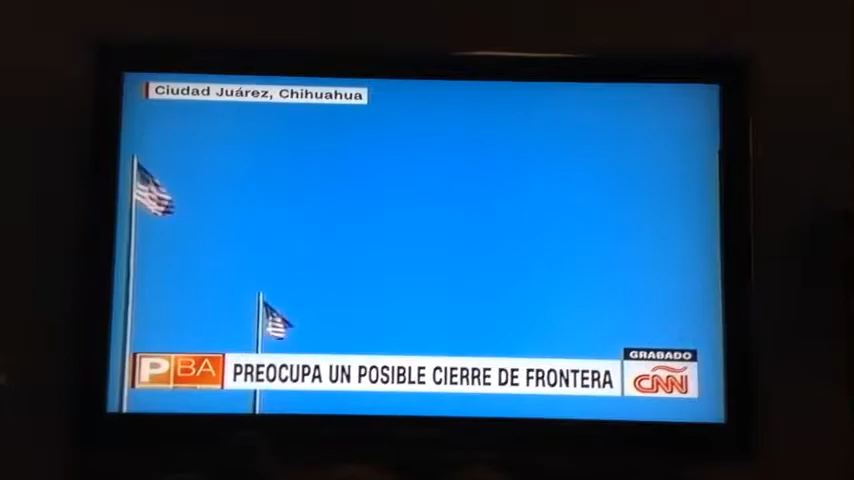 Ciudad Juárez, Chihuahua
GRABADO
PBA PREOCUPA UN POSIBLE CIERRE DE FRONTERA CNN